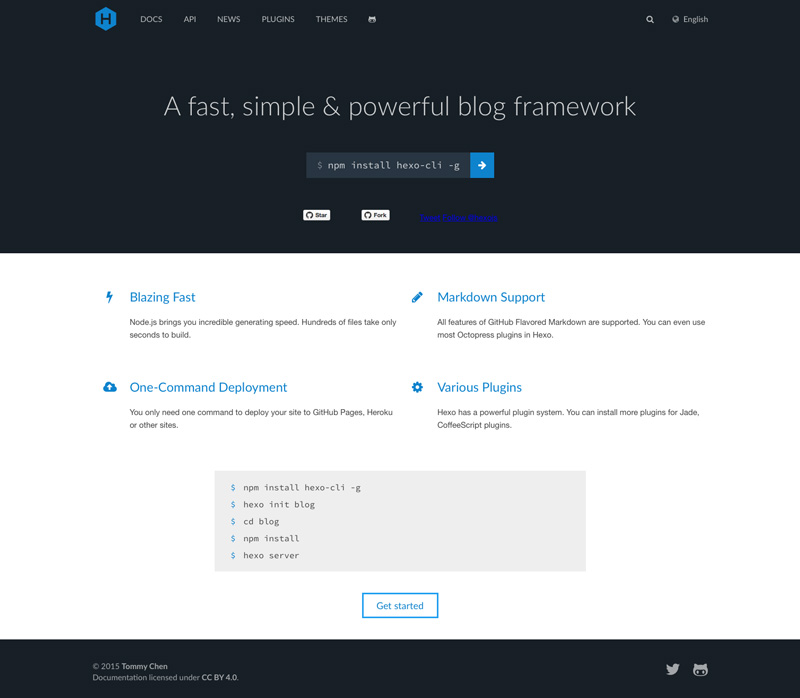 H
DOCS API NEWS PLUGINS THEMES English
A fast, simple & powerful blog framework
$ npm install hexo-cli -g
Star Fork
Blazing Fast
Node.js brings you incredible generating speed. Hundreds of files take only
seconds to build.
Markdown Support
All features of GitHub Flavored Markdown are supported. You can even use
most Octopress plugins in Hexo.
One-Command Deployment
You only need one command to deploy your site to GitHub Pages, Heroku
or other sites.
Various Plugins
Hexo has a powerful plugin system. You can install more plugins for Jade,
CoffeeScript plugins.
$ npm install hexo-cli -g
$ hexo init blog
$ cd blog
$ npm install
$ hexo server
Get started
© 2015 Tommy Chen
Documentation licensed under CC BY 4.0.